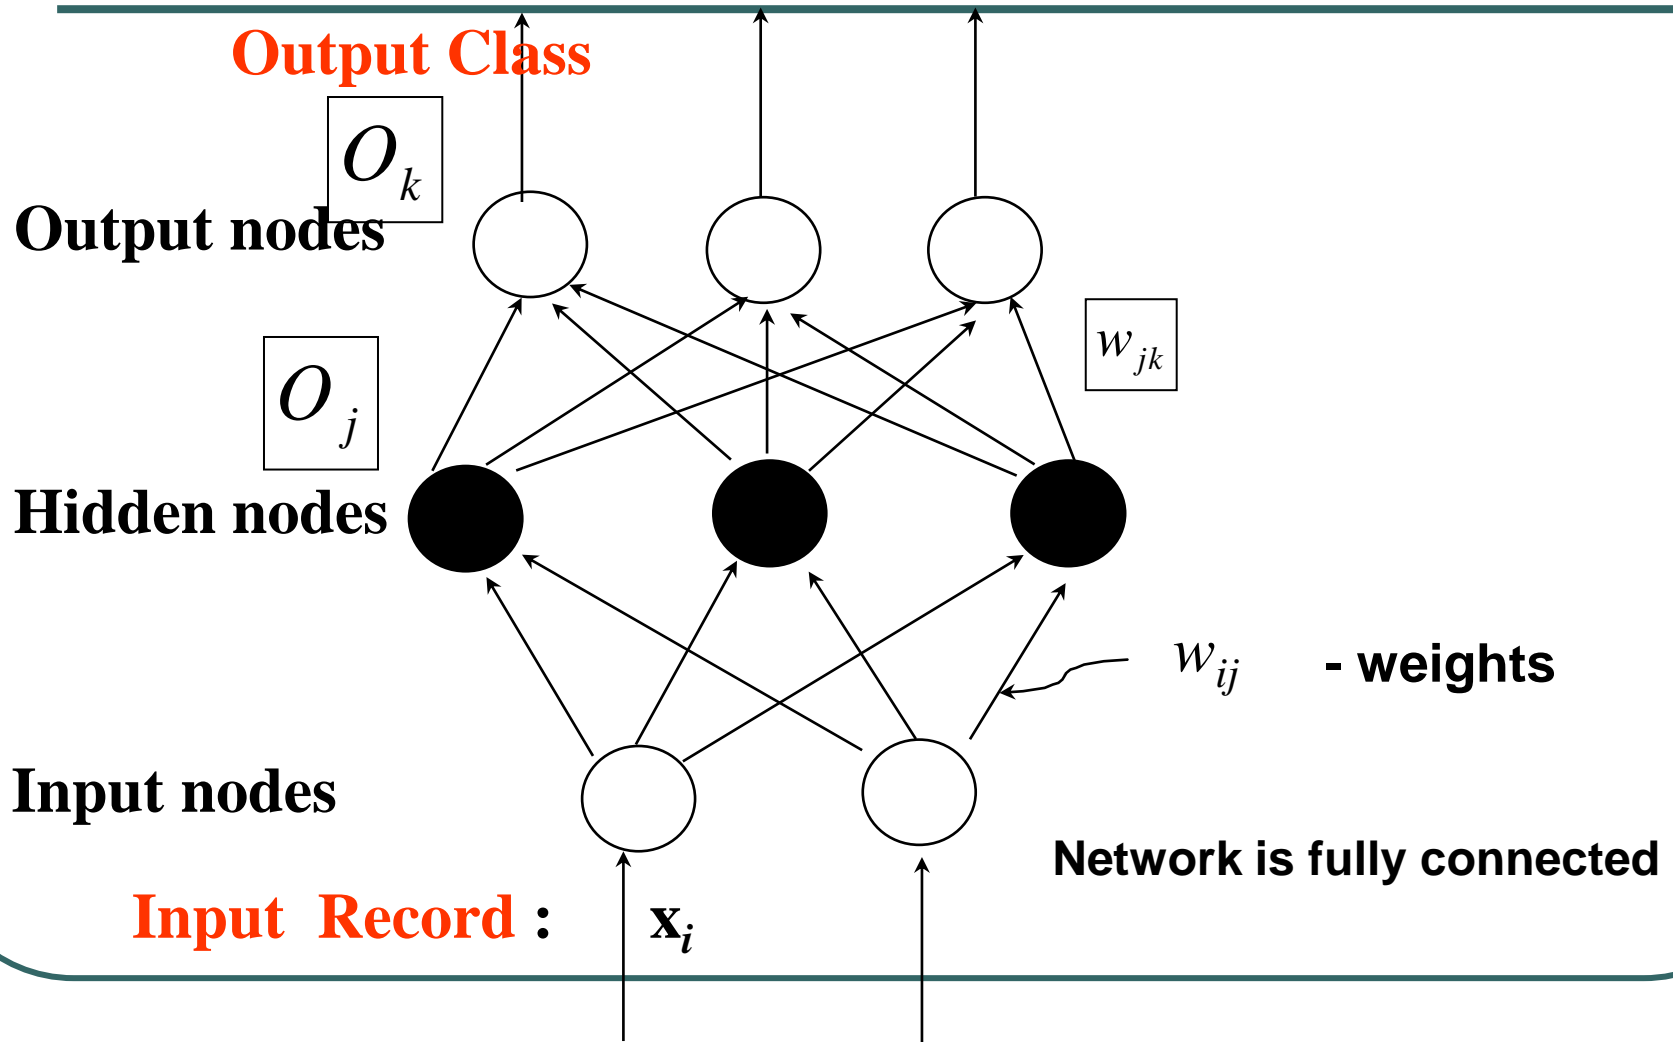 Output Class
O_k
Output nodes
w_jk
O_j
Hidden nodes
w_ij - weights
Input nodes
Network is fully connected
Input Record : x_i